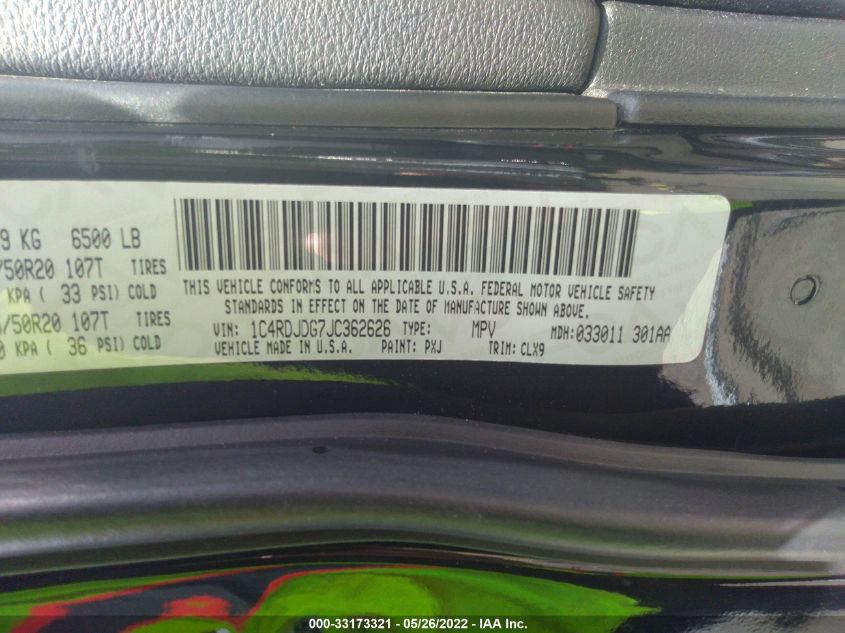 9 KG 6500 LB
/50R20 107T TIRES
KPA ( 33 PSI) COLD
/50R20 107T TIRES
0 KPA ( 36 PSI) COLD
THIS VEHICLE CONFORMS TO ALL APPLICABLE U.S.A. FEDERAL MOTOR VEHICLE SAFETY
STANDARDS IN EFFECT ON THE DATE OF MANUFACTURE SHOWN ABOVE.
VIN: 1C4RDJDG7JC362626 TYPE: MPV MDH:033011 301AA
VEHICLE MADE IN U.S.A. PAINT: PXJ TRIM: CLX9
000-33173321 - 05/26/2022 - IAA Inc.